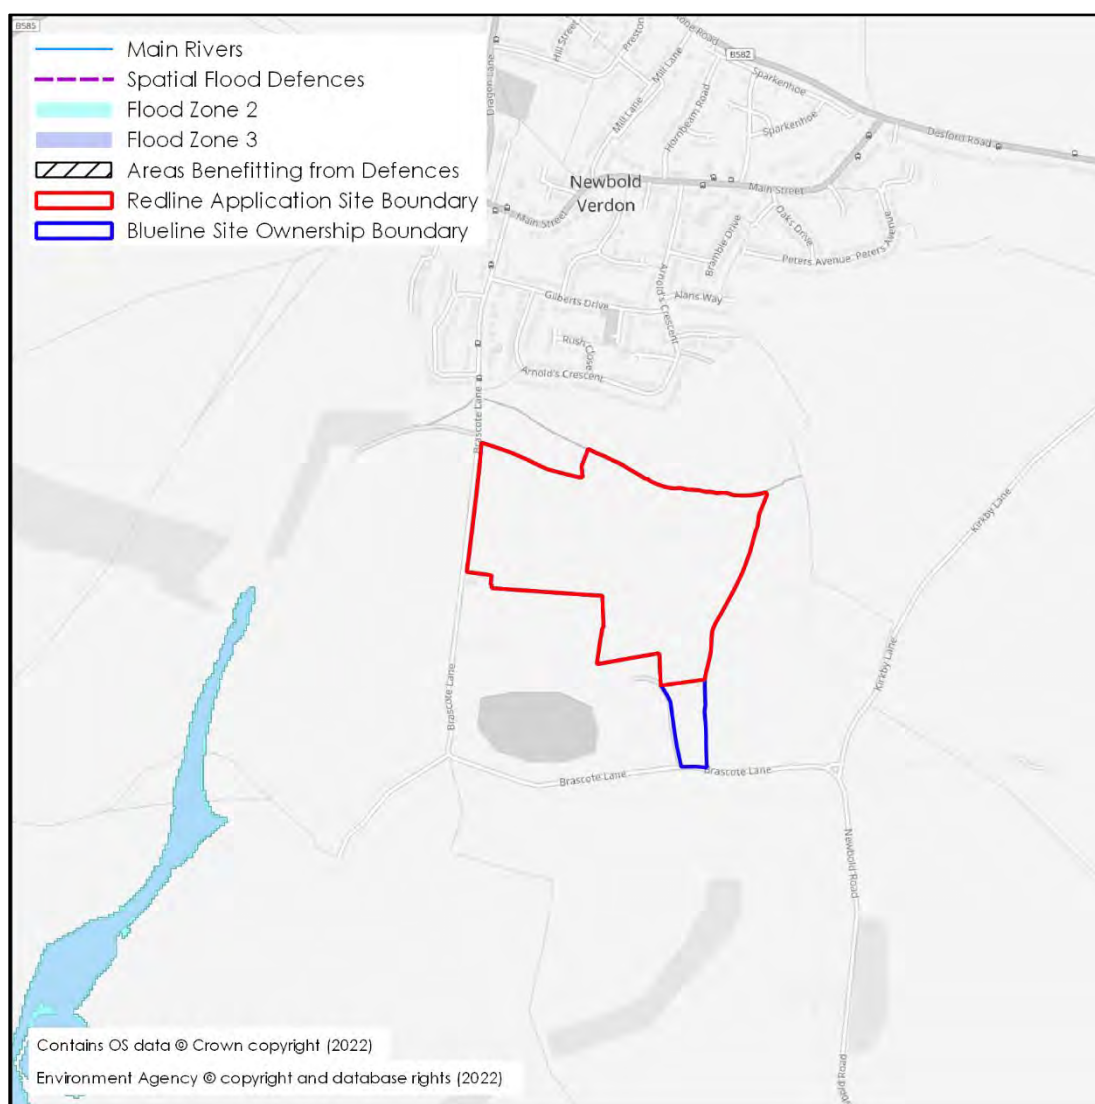 B585
Main Rivers
Spatial Flood Defences
Flood Zone 2
Flood Zone 3
Areas Benefitting from Defences
Redline Application Site Boundary
Blueline Site Ownership Boundary
Dragon Lane
Hill Street
Preston
Mill Lane
Mill Lane
Hornbeam Road
B582
Sparkenhoe
Sparkenhoe
Desford Road
Newbold
Verdon
Main Street
Main Street
Bramble Drive
Oaks Drive
Peters Avenue
Peters Avenue
Arnold's Crescent
Gilberts Drive
Alans Way
Rush Close
Arnold's Crescent
Brascote Lane
Kirkby Lane
Kirkby Lane
Brascote Lane
Brascote Lane
Brascote Lane
Newbold Road
bold Road
Contains OS data © Crown copyright (2022)
Environment Agency © copyright and database rights (2022)